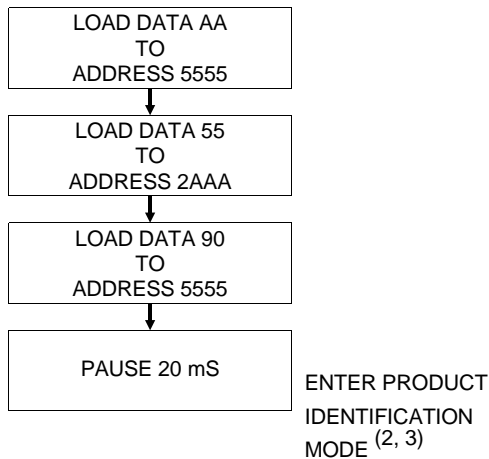 LOAD DATA AA
TO
ADDRESS 5555
LOAD DATA 55
TO
ADDRESS 2AAA
LOAD DATA 90
TO
ADDRESS 5555
PAUSE 20 mS
ENTER PRODUCT
IDENTIFICATION
MODE (2, 3)